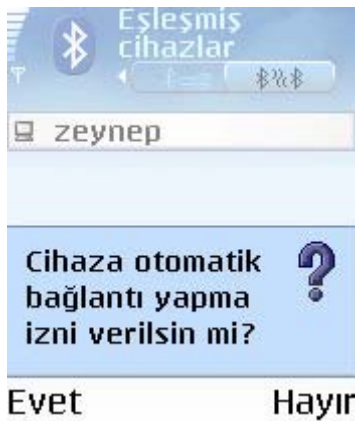 Eşleşmiş
cihazlar
zeynep
Cihaza otomatik
bağlantı yapma
izni verilsin mi?
Evet Hayır